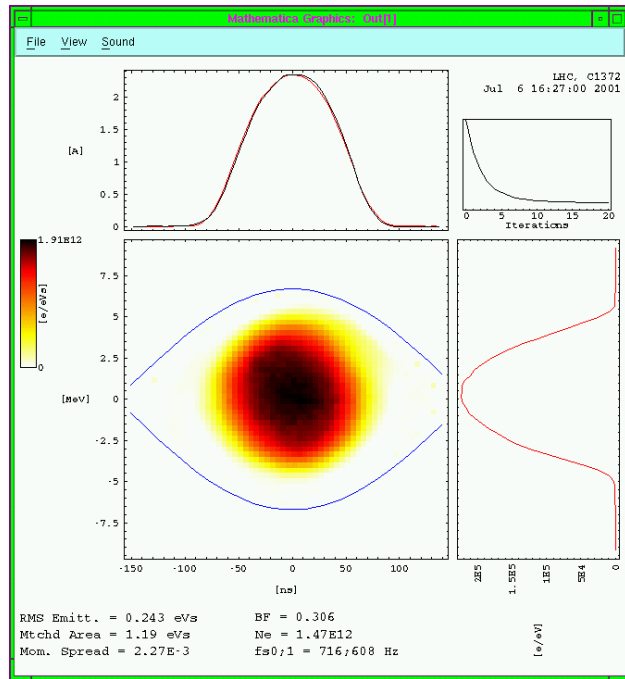 Mathematica Graphics: Out[1]
File View Sound
LHC, C1372
Jul 6 16:27:00 2001
2
1.5
[A]
1
0.5
0
0 5 10 15 20
Iterations
1.91E12
[e/eVs]
0
7.5
5
2.5
[MeV]
0
-2.5
-5
-7.5
-150 -100 -50 0 50 100
[ns]
2E5
1.5E5
1E5
5E4
0
[e/eV]
RMS Emitt. = 0.243 eVs
BF = 0.306
Mtchd Area = 1.19 eVs
Ne = 1.47E12
Mom. Spread = 2.27E-3
fs0;1 = 716;608 Hz